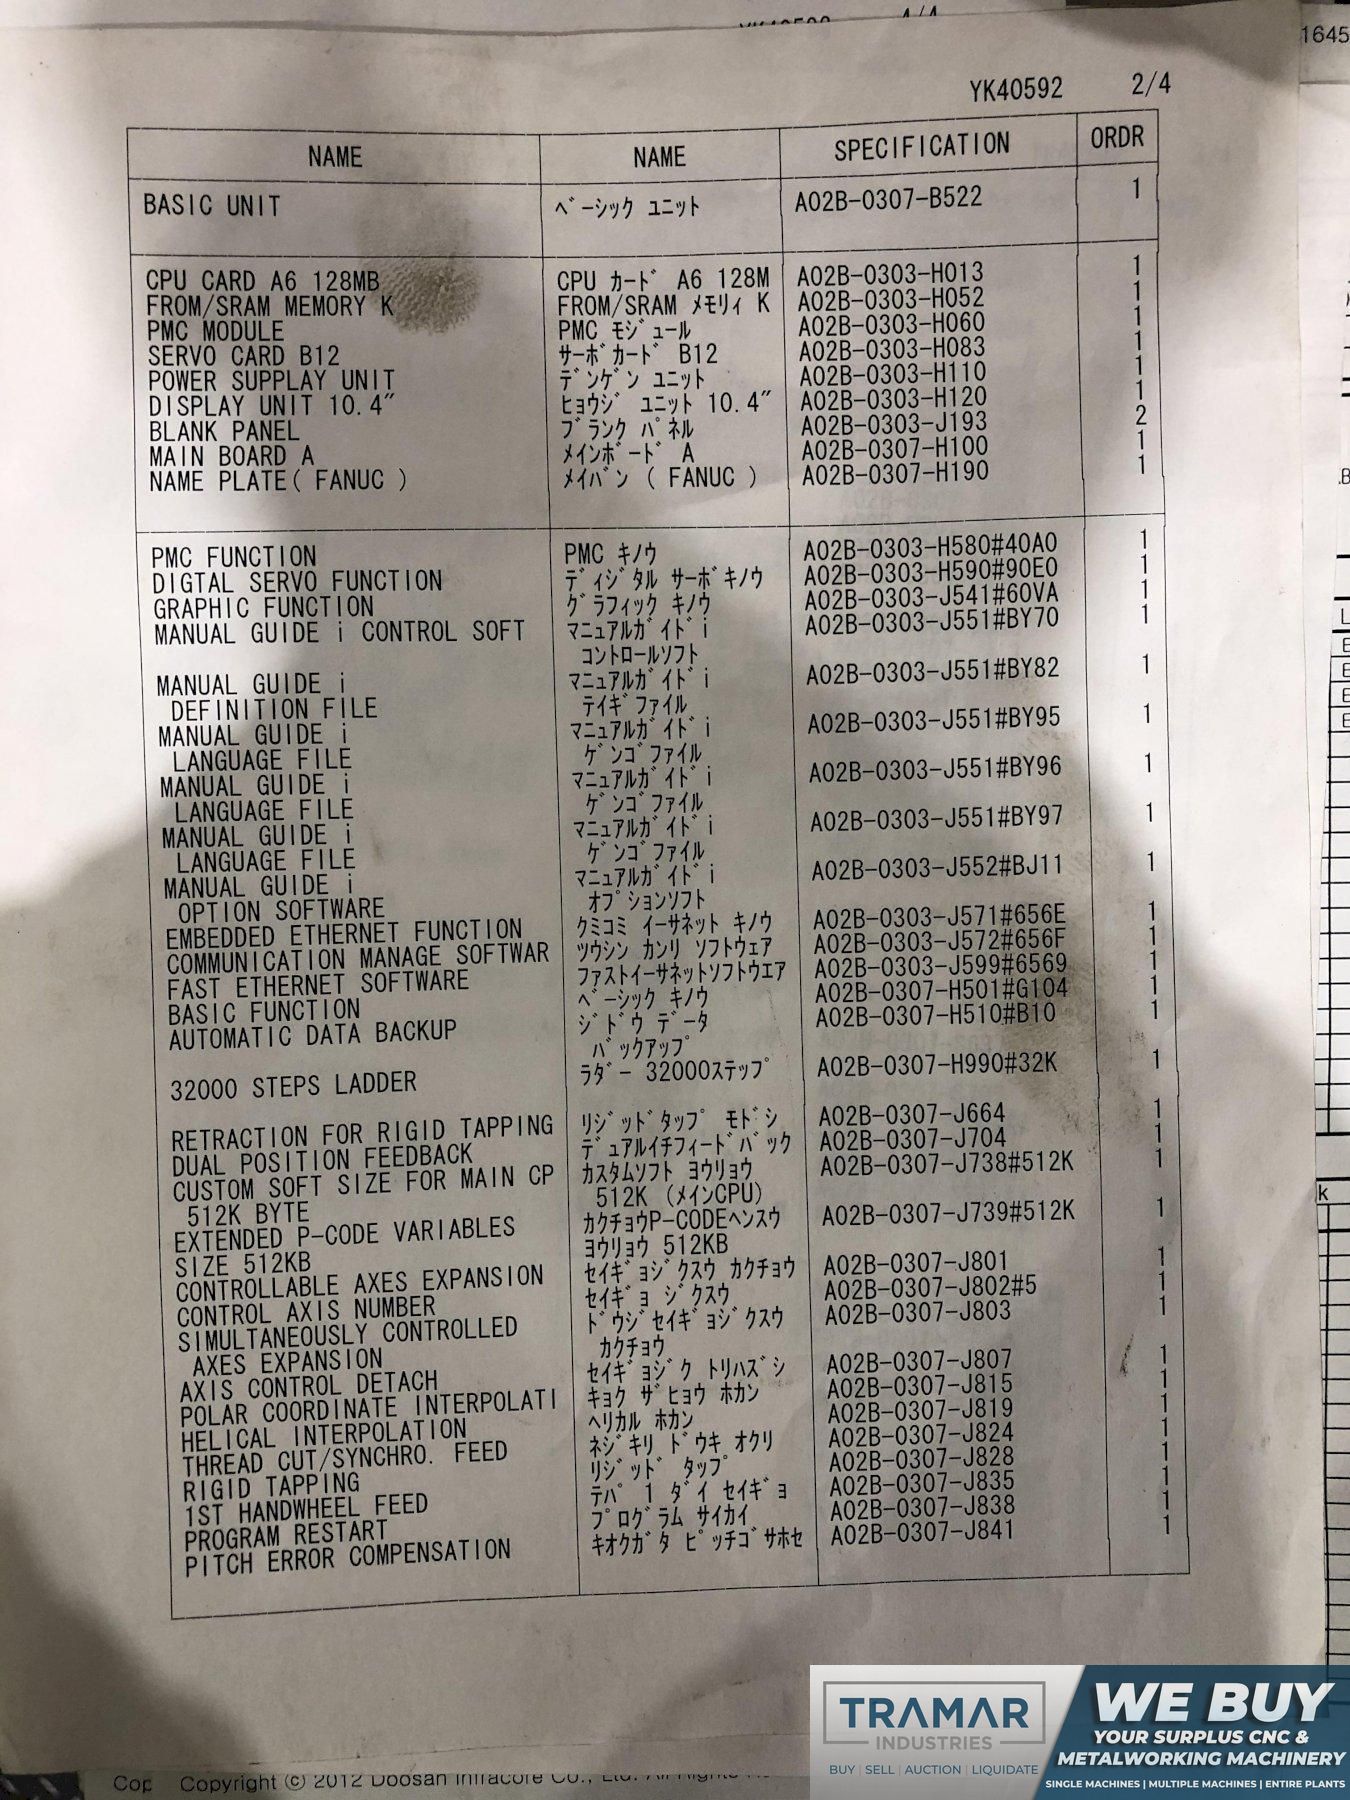 YK40592 2/4
NAME NAME SPECIFICATION ORDR
BASIC UNIT ベーシック ユニット A02B-0307-B522 1
CPU CARD A6 128MB CPU カード A6 128M A02B-0303-H013 1
FROM/SRAM MEMORY K FROM/SRAM メモリィ K A02B-0303-H052 1
PMC MODULE PMC モジュール A02B-0303-H060 1
SERVO CARD B12 サーボカード B12 A02B-0303-H083 1
POWER SUPPLAY UNIT デンゲン ユニット A02B-0303-H110 1
DISPLAY UNIT 10.4″ ヒョウジ ユニット 10.4″ A02B-0303-H120 1
BLANK PANEL ブランク パネル A02B-0303-J193 2
MAIN BOARD A メインボード A A02B-0307-H100 1
NAME PLATE( FANUC ) メイバン ( FANUC ) A02B-0307-H190 1
PMC FUNCTION PMC キノウ A02B-0303-H580#40A0 1
DIGTAL SERVO FUNCTION ディジタル サーボキノウ A02B-0303-H590#90E0 1
GRAPHIC FUNCTION グラフィック キノウ A02B-0303-J541#60VA 1
MANUAL GUIDE i CONTROL SOFT マニュアルガイド i A02B-0303-J551#BY70 1
コントロールソフト
MANUAL GUIDE i マニュアルガイド i A02B-0303-J551#BY82 1
DEFINITION FILE テイギファイル
MANUAL GUIDE i マニュアルガイド i A02B-0303-J551#BY95 1
LANGUAGE FILE ゲンゴファイル
MANUAL GUIDE i マニュアルガイド i A02B-0303-J551#BY96 1
LANGUAGE FILE ゲンゴファイル
MANUAL GUIDE i マニュアルガイド i A02B-0303-J551#BY97 1
LANGUAGE FILE ゲンゴファイル
MANUAL GUIDE i マニュアルガイド i A02B-0303-J552#BJ11 1
OPTION SOFTWARE オプションソフト
EMBEDDED ETHERNET FUNCTION クミコミ イーサネット キノウ A02B-0303-J571#656E 1
COMMUNICATION MANAGE SOFTWAR ツウシン カンリ ソフトウェア A02B-0303-J572#656F 1
FAST ETHERNET SOFTWARE ファストイーサネットソフトウエア A02B-0303-J599#6569 1
BASIC FUNCTION ベーシック キノウ A02B-0307-H501#G104 1
AUTOMATIC DATA BACKUP ジドウ データ A02B-0307-H510#B10 1
バックアップ
32000 STEPS LADDER ラダー 32000ステップ A02B-0307-H990#32K 1
RETRACTION FOR RIGID TAPPING リジッドタップ モドシ A02B-0307-J664 1
DUAL POSITION FEEDBACK デュアルイチフィードバック A02B-0307-J704 1
CUSTOM SOFT SIZE FOR MAIN CP カスタムソフト ヨウリョウ A02B-0307-J738#512K 1
512K BYTE 512K (メインCPU)
EXTENDED P-CODE VARIABLES カクチョウP-CODEヘンスウ A02B-0307-J739#512K 1
SIZE 512KB ヨウリョウ 512KB
CONTROLLABLE AXES EXPANSION セイギョジクスウ カクチョウ A02B-0307-J801 1
CONTROL AXIS NUMBER セイギョ ジクスウ A02B-0307-J802#5 1
SIMULTANEOUSLY CONTROLLED ドウジセイギョジクスウ A02B-0307-J803 1
AXES EXPANSION カクチョウ
AXIS CONTROL DETACH セイギョジク トリハズシ A02B-0307-J807 1
POLAR COORDINATE INTERPOLATI キョク ザヒョウ ホカン A02B-0307-J815 1
HELICAL INTERPOLATION ヘリカル ホカン A02B-0307-J819 1
THREAD CUT/SYNCHRO. FEED ネジキリ ドウキ オクリ A02B-0307-J824 1
RIGID TAPPING リジッド タップ A02B-0307-J828 1
1ST HANDWHEEL FEED テパ 1 ダイ セイギョ A02B-0307-J835 1
PROGRAM RESTART プログラム サイカイ A02B-0307-J838 1
PITCH ERROR COMPENSATION キオクガタ ピッチゴサホセ A02B-0307-J841 1
Copyright © 2012 Doosan Infracore Co., Ltd.
TRAMAR
INDUSTRIES
BUY | SELL | AUCTION | LIQUIDATE
WE BUY
YOUR SURPLUS CNC &
METALWORKING MACHINERY
SINGLE MACHINES | MULTIPLE MACHINES | ENTIRE PLANTS